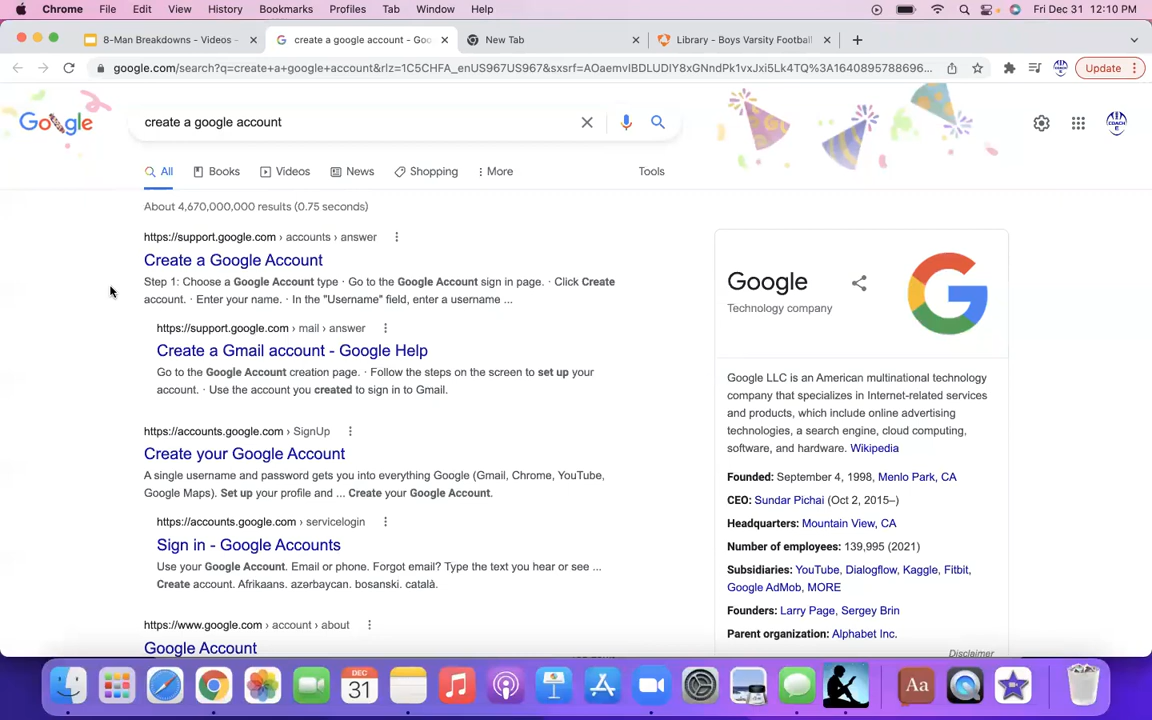 Chrome File Edit View History Bookmarks Profiles Tab Window Help Fri Dec 31 12:10 PM
8-Man Breakdowns - Videos - create a google account - Goo New Tab Library - Boys Varsity Football
google.com/search?q=create+a+google+account&rlz=1C5CHFA_enUS967US967&sxsrf=AOaemvIBDLUDIY8xGNndPk1vxJxi5Lk4TQ%3A1640895788696... Update
Google create a google account COACH E
All Books Videos News Shopping More Tools
About 4,670,000,000 results (0.75 seconds)
https://support.google.com › accounts › answer
Create a Google Account
Step 1: Choose a Google Account type · Go to the Google Account sign in page. · Click Create
account. · Enter your name. · In the "Username" field, enter a username ...
https://support.google.com › mail › answer
Create a Gmail account - Google Help
Go to the Google Account creation page. · Follow the steps on the screen to set up your
account. · Use the account you created to sign in to Gmail.
https://accounts.google.com › SignUp
Create your Google Account
A single username and password gets you into everything Google (Gmail, Chrome, YouTube,
Google Maps). Set up your profile and ... Create your Google Account.
https://accounts.google.com › servicelogin
Sign in - Google Accounts
Use your Google Account. Email or phone. Forgot email? Type the text you hear or see ...
Create account. Afrikaans. azərbaycan. bosanski. català.
https://www.google.com › account › about
Google Account
Google
Technology company
Google LLC is an American multinational technology
company that specializes in Internet-related services
and products, which include online advertising
technologies, a search engine, cloud computing,
software, and hardware. Wikipedia
Founded: September 4, 1998, Menlo Park, CA
CEO: Sundar Pichai (Oct 2, 2015–)
Headquarters: Mountain View, CA
Number of employees: 139,995 (2021)
Subsidiaries: YouTube, Dialogflow, Kaggle, Fitbit,
Google AdMob, MORE
Founders: Larry Page, Sergey Brin
Parent organization: Alphabet Inc.
Disclaimer
DEC
31
Aa